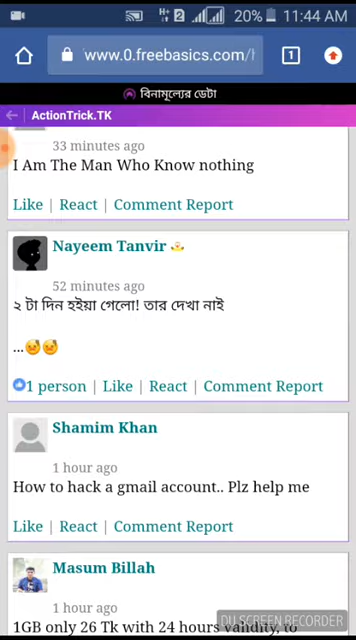 H+ 2 20% 11:44 AM
www.0.freebasics.com/ 1
বিনামূল্যের ডেটা
ActionTrick.TK
33 minutes ago
I Am The Man Who Know nothing
Like | React | Comment Report
Nayeem Tanvir
52 minutes ago
২ টা দিন হইয়া গেলো! তার দেখা নাই
...
1 person | Like | React | Comment Report
Shamim Khan
1 hour ago
How to hack a gmail account.. Plz help me
Like | React | Comment Report
Masum Billah
1 hour ago
1GB only 26 Tk with 24 hours validity, to
DU SCREEN RECORDER